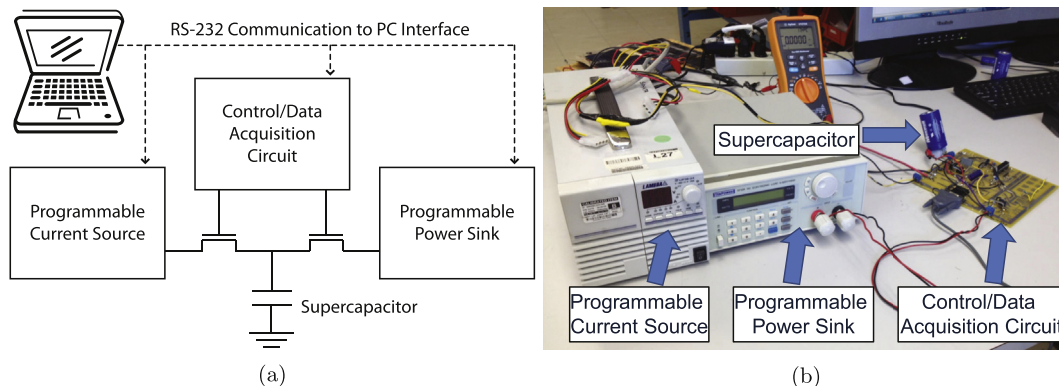 RS-232 Communication to PC Interface
Control/Data
Acquisition
Circuit
Programmable
Current Source
Programmable
Power Sink
Supercapacitor
(a)
Supercapacitor
LAMBDA
Programmable
Current Source
Programmable
Power Sink
Control/Data
Acquisition Circuit
(b)